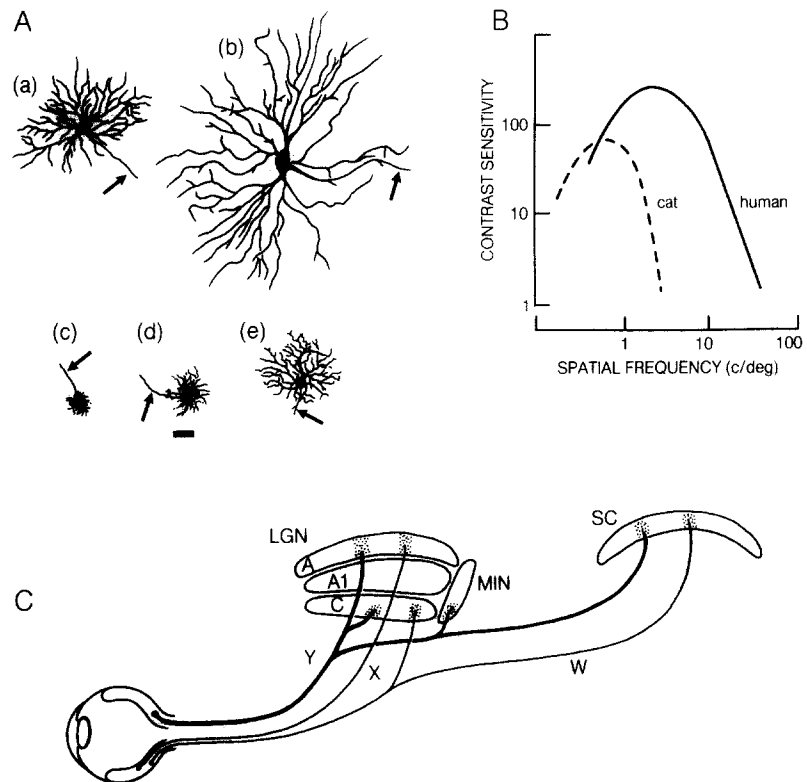 A
(a)
(b)
(c)
(d)
(e)
B
CONTRAST SENSITIVITY
100
10
1
cat
human
1
10
100
SPATIAL FREQUENCY (c/deg)
C
LGN
A
A1
C
MIN
SC
Y
X
W